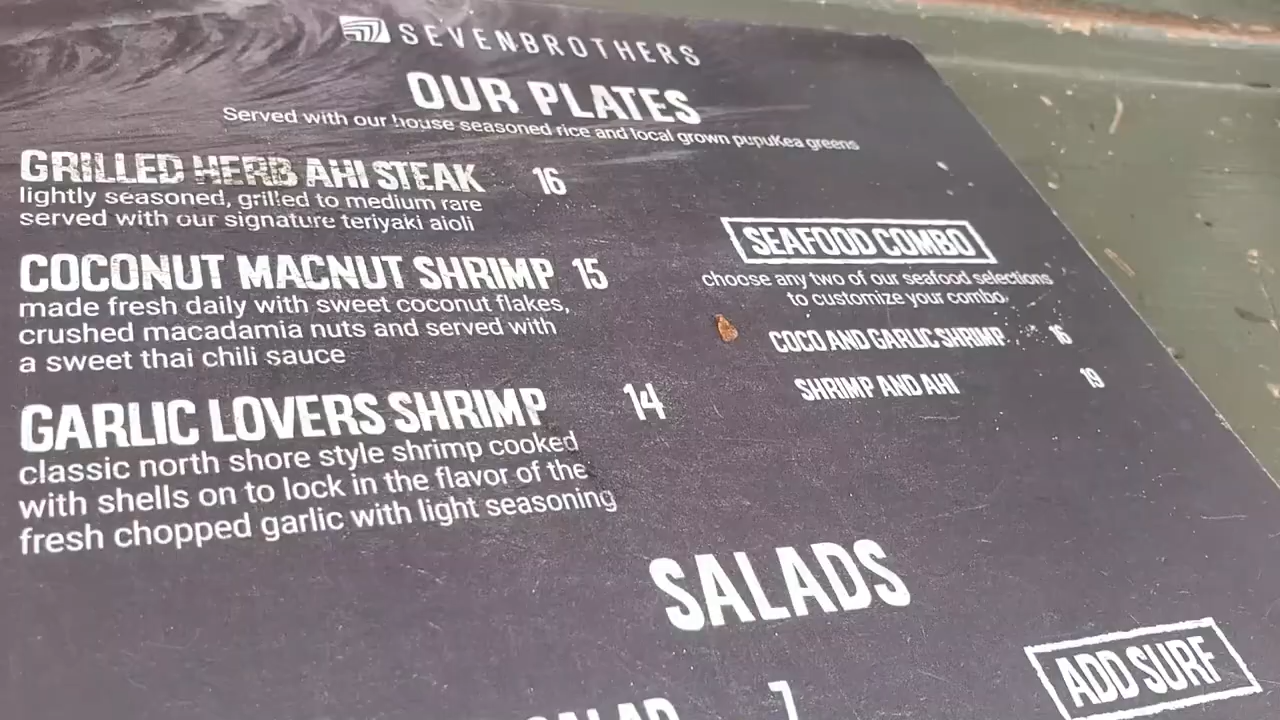 SEVENBROTHERS
OUR PLATES
Served with our house seasoned rice and local grown pupuKea greens
GRILLED HERB AHI STEAK 16
lightly seasoned, grilled to medium rare
served with our signature teriyaki aioli
COCONUT MACNUT SHRIMP 15
made fresh daily with sweet coconut flakes,
crushed macadamia nuts and served with
a sweet thai chili sauce
GARLIC LOVERS SHRIMP 14
classic north shore style shrimp cooked
with shells on to lock in the flavor of the
fresh chopped garlic with light seasoning
SEAFOOD COMBO
choose any two of our seafood selections
to customize your combo.
COCO AND GARLIC SHRIMP 16
SHRIMP AND AHI 19
SALADS
ADD SURF
SALAD 7